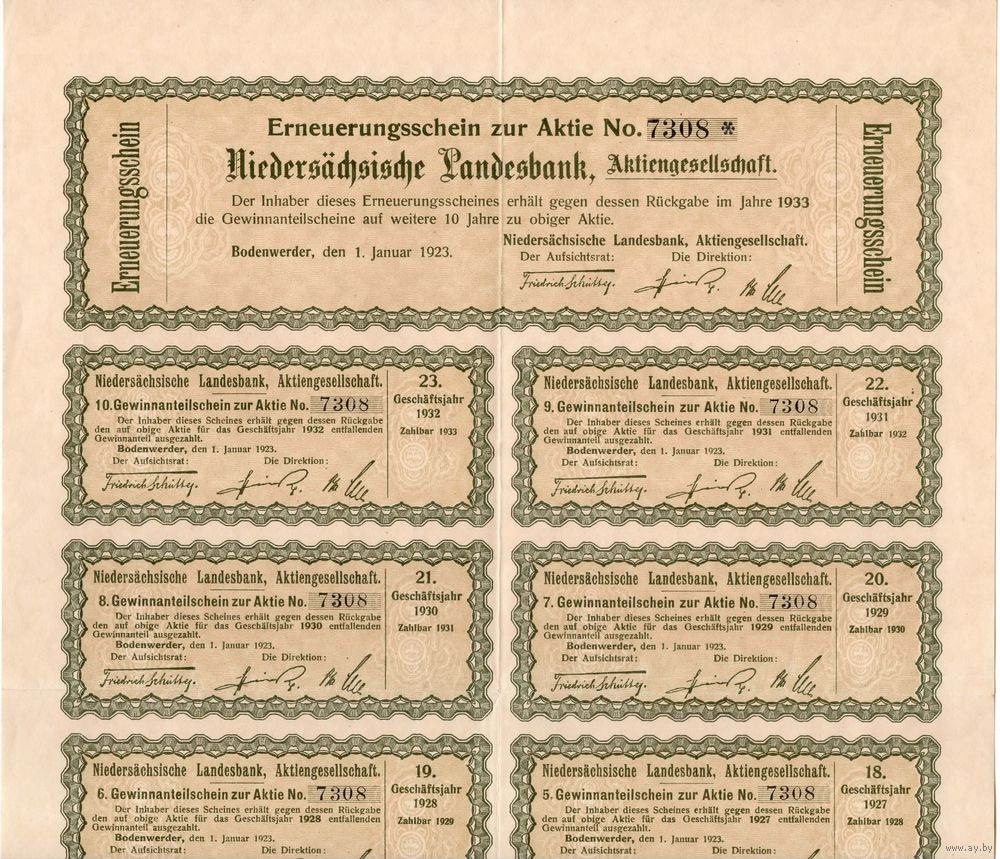 Erneuerungsschein
Erneuerungsschein zur Aktie No. 7308 *
Niedersächsische Landesbank, Aktiengesellschaft.
Der Inhaber dieses Erneuerungsscheines erhält gegen dessen Rückgabe im Jahre 1933
die Gewinnanteilscheine auf weitere 10 Jahre zu obiger Aktie.
Bodenwerder, den 1. Januar 1923.
Niedersächsische Landesbank, Aktiengesellschaft.
Der Aufsichtsrat: Die Direktion:
Friedrich Schütte.
Erneuerungsschein
Niedersächsische Landesbank, Aktiengesellschaft.
10. Gewinnanteilschein zur Aktie No. 7308
Der Inhaber dieses Scheines erhält gegen dessen Rückgabe
den auf obige Aktie für das Geschäftsjahr 1932 entfallenden
Gewinnanteil ausgezahlt.
Bodenwerder, den 1. Januar 1923.
Der Aufsichtsrat: Die Direktion:
Friedrich Schütte.
23.
Geschäftsjahr
1932
Zahlbar 1933
Niedersächsische Landesbank, Aktiengesellschaft.
9. Gewinnanteilschein zur Aktie No. 7308
Der Inhaber dieses Scheines erhält gegen dessen Rückgabe
den auf obige Aktie für das Geschäftsjahr 1931 entfallenden
Gewinnanteil ausgezahlt.
Bodenwerder, den 1. Januar 1923.
Der Aufsichtsrat: Die Direktion:
Friedrich Schütte.
22.
Geschäftsjahr
1931
Zahlbar 1932
Niedersächsische Landesbank, Aktiengesellschaft.
8. Gewinnanteilschein zur Aktie No. 7308
Der Inhaber dieses Scheines erhält gegen dessen Rückgabe
den auf obige Aktie für das Geschäftsjahr 1930 entfallenden
Gewinnanteil ausgezahlt.
Bodenwerder, den 1. Januar 1923.
Der Aufsichtsrat: Die Direktion:
Friedrich Schütte.
21.
Geschäftsjahr
1930
Zahlbar 1931
Niedersächsische Landesbank, Aktiengesellschaft.
7. Gewinnanteilschein zur Aktie No. 7308
Der Inhaber dieses Scheines erhält gegen dessen Rückgabe
den auf obige Aktie für das Geschäftsjahr 1929 entfallenden
Gewinnanteil ausgezahlt.
Bodenwerder, den 1. Januar 1923.
Der Aufsichtsrat: Die Direktion:
Friedrich Schütte.
20.
Geschäftsjahr
1929
Zahlbar 1930
Niedersächsische Landesbank, Aktiengesellschaft.
6. Gewinnanteilschein zur Aktie No. 7308
Der Inhaber dieses Scheines erhält gegen dessen Rückgabe
den auf obige Aktie für das Geschäftsjahr 1928 entfallenden
Gewinnanteil ausgezahlt.
Bodenwerder, den 1. Januar 1923.
Der Aufsichtsrat: Die Direktion:
19.
Geschäftsjahr
1928
Zahlbar 1929
Niedersächsische Landesbank, Aktiengesellschaft.
5. Gewinnanteilschein zur Aktie No. 7308
Der Inhaber dieses Scheines erhält gegen dessen Rückgabe
den auf obige Aktie für das Geschäftsjahr 1927 entfallenden
Gewinnanteil ausgezahlt.
Bodenwerder, den 1. Januar 1923.
Der Aufsichtsrat: Die Direktion:
18.
Geschäftsjahr
1927
Zahlbar 1928
www.ay.by